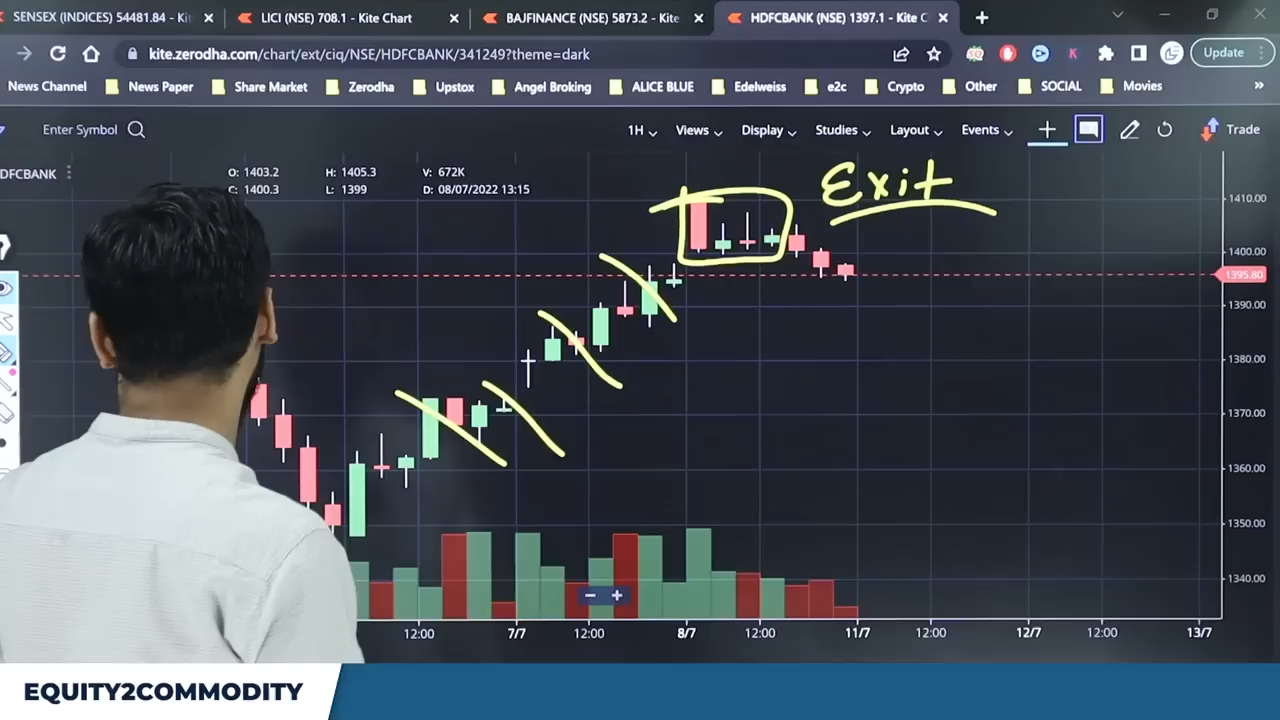 SENSEX (INDICES) 54481.84 - Ki
LICI (NSE) 708.1 - Kite Chart
BAJFINANCE (NSE) 5873.2 - Kite
HDFCBANK (NSE) 1397.1 - Kite C
kite.zerodha.com/chart/ext/ciq/NSE/HDFCBANK/341249?theme=dark
Update
News Channel News Paper Share Market Zerodha Upstox Angel Broking ALICE BLUE Edelweiss e2c Crypto Other SOCIAL Movies »
Enter Symbol 1H Views Display Studies Layout Events Trade
DFCBANK
O: 1403.2 H: 1405.3 V: 672K
C: 1400.3 L: 1399 D: 08/07/2022 13:15
Exit
1410.00
1400.00
1395.80
1390.00
1380.00
1370.00
1360.00
1350.00
1340.00
12:00 7/7 12:00 8/7 12:00 11/7 12:00 12/7 12:00 13/7
EQUITY2COMMODITY